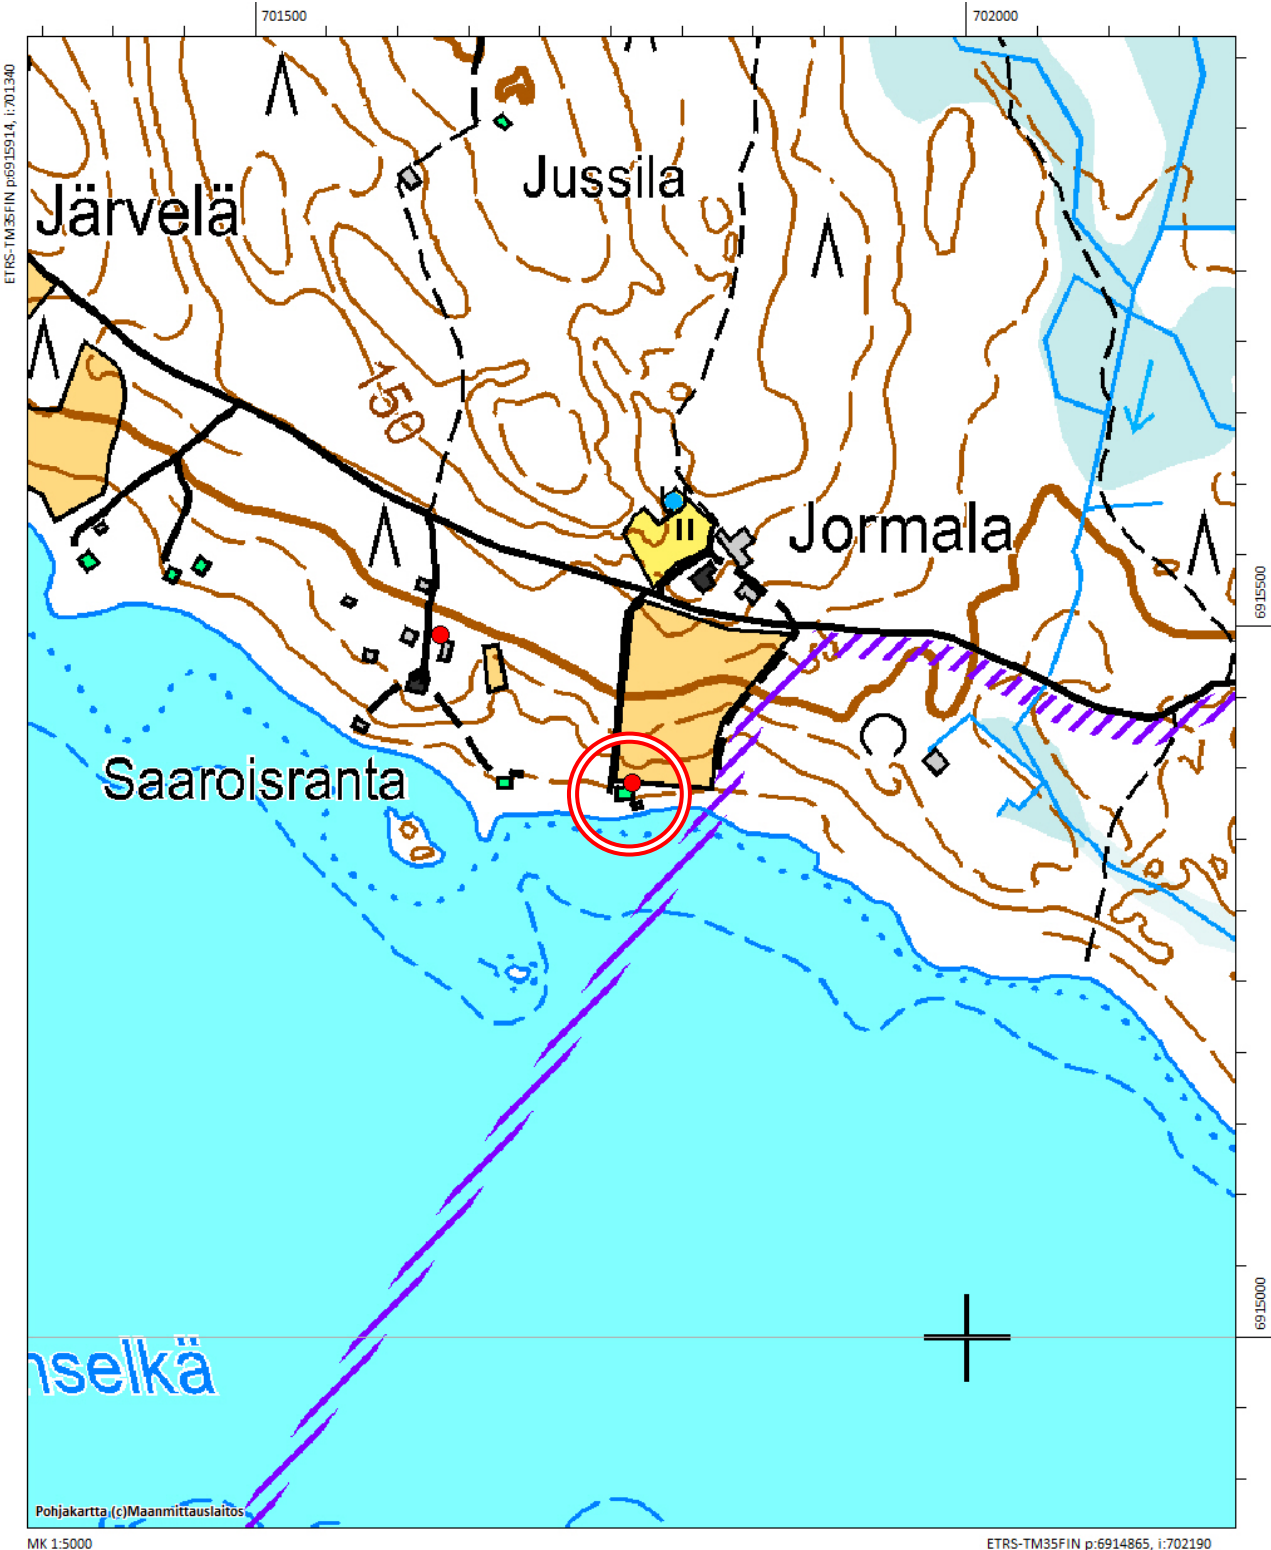 701500
702000
ETRS-TM35FIN p:6915914, i:701340
Jussila
Järvelä
150
II
Jormala
6915500
Saaroisranta
6915000
nselkä
Pohjakartta (c)Maanmittauslaitos
MK 1:5000
ETRS-TM35FIN p:6914865, i:702190